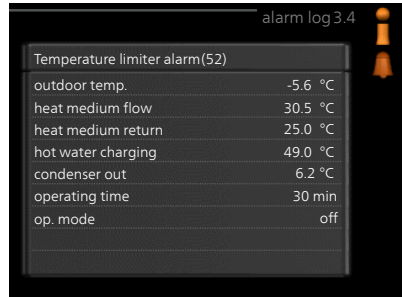 alarm log 3.4
Temperature limiter alarm(52)
outdoor temp. -5.6 °C
heat medium flow 30.5 °C
heat medium return 25.0 °C
hot water charging 49.0 °C
condenser out 6.2 °C
operating time 30 min
op. mode off